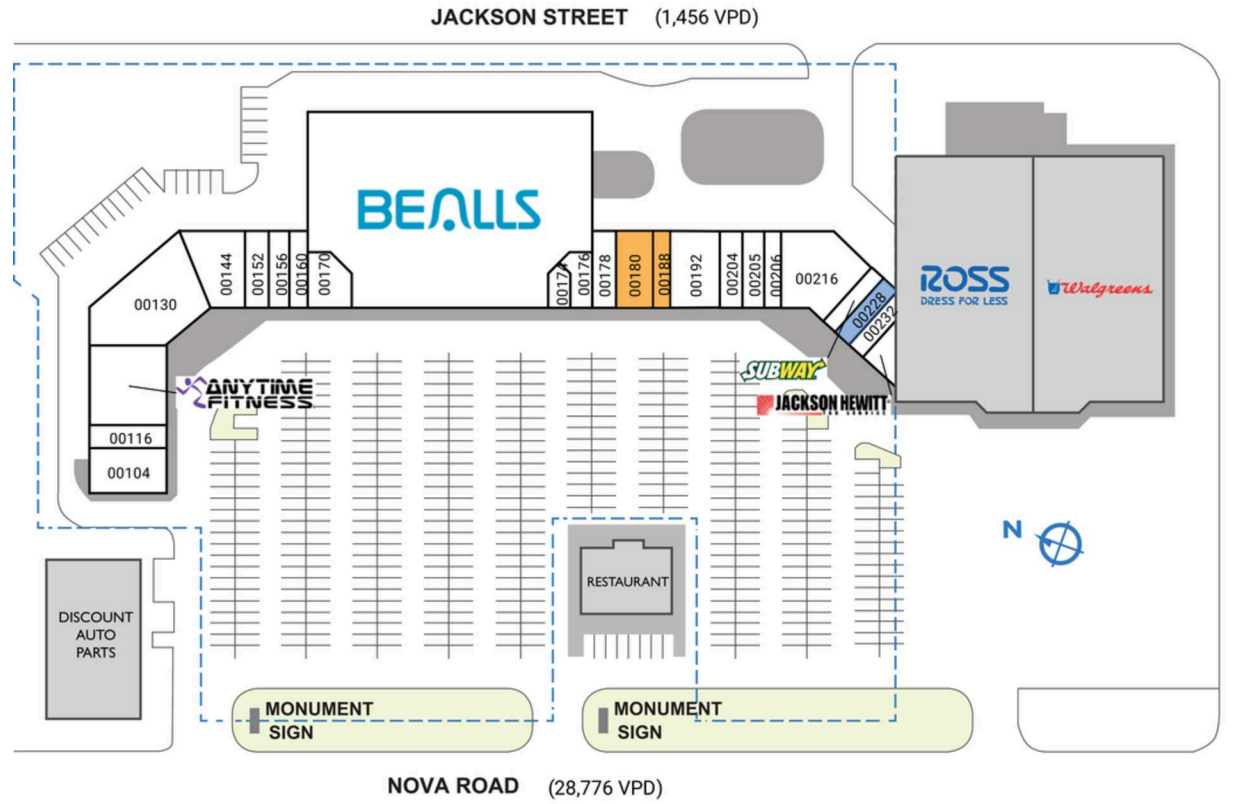 JACKSON STREET (1,456 VPD)
BEALLS
00144
00152
00156
00160
00170
00174
00176
00178
00180
00188
00192
00204
00205
00206
00216
00228
00232
00130
ROSS
DRESS FOR LESS
Walgreens
ANYTIME
FITNESS
SUBWAY
JACKSON HEWITT
TAX SERVICE
00116
00104
N
RESTAURANT
DISCOUNT
AUTO
PARTS
MONUMENT
SIGN
MONUMENT
SIGN
NOVA ROAD (28,776 VPD)